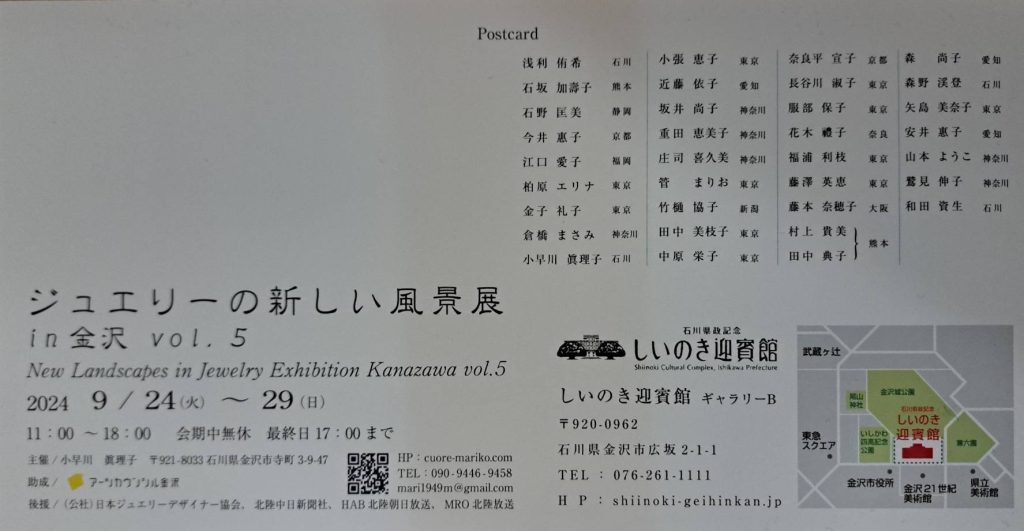 Postcard
浅利 侑希 石川
石坂 加壽子 熊本
石野 匡美 静岡
今井 惠子 京都
江口 愛子 福岡
柏原 エリナ 東京
金子 礼子 東京
倉橋 まさみ 神奈川
小早川 眞理子 石川
小張 恵子 東京
近藤 依子 愛知
坂井 尚子 神奈川
重田 恵美子 神奈川
庄司 喜久美 神奈川
管 まりお 東京
竹樋 協子 新潟
田中 美枝子 東京
中原 栄子 東京
奈良平 宣子 京都
長谷川 淑子 東京
服部 保子 東京
花木 禮子 奈良
福浦 利枝 東京
藤澤 英恵 東京
藤本 奈穂子 大阪
村上 貴美
田中 典子
熊本
森 尚子 愛知
森野 渓登 石川
矢島 美奈子 東京
安井 惠子 愛知
山本 ようこ 神奈川
鷲見 伸子 神奈川
和田 資生 石川
ジュエリーの新しい風景展
in 金沢 vol. 5
New Landscapes in Jewelry Exhibition Kanazawa vol.5
2024 9 / 24(火) ～ 29(日)
11:00 ～18:00 会期中無休 最終日17:00まで
主催 / 小早川 眞理子 〒921-8033 石川県金沢市寺町3-9-47
助成 / アーツカウンシル金沢
後援 / (公社)日本ジュエリーデザイナー協会、北陸中日新聞社、HAB北陸朝日放送、MRO北陸放送
HP : cuore-mariko.com
TEL : 090-9446-9458
mari1949m@gmail.com
石川県政記念
しいのき迎賓館
Shiinoki Cultural Complex, Ishikawa Prefecture
しいのき迎賓館 ギャラリーB
〒920-0962
石川県金沢市広坂2-1-1
TEL : 076-261-1111
HP : shiinoki-geihinkan.jp
武蔵ヶ辻
金沢城公園
尾山
神社
石川県政記念
しいのき
迎賓館
いしかわ
四高記念
公園
兼六園
東急
スクエア
金沢市役所
金沢21世紀
美術館
県立
美術館